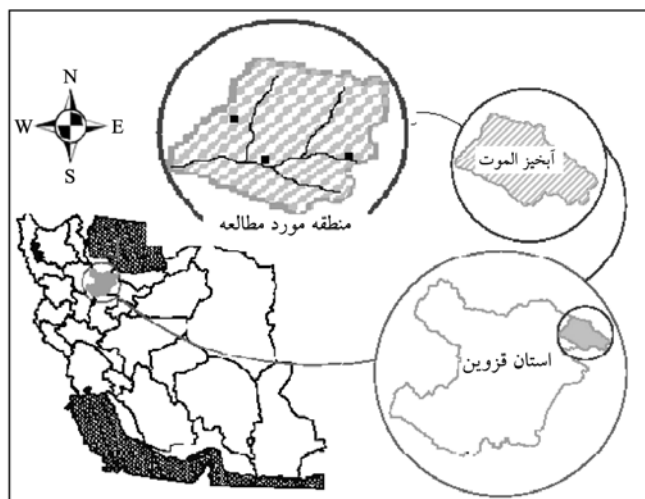 N
W E
S
منطقه مورد مطالعه
آبخیز الموت
استان قزوین